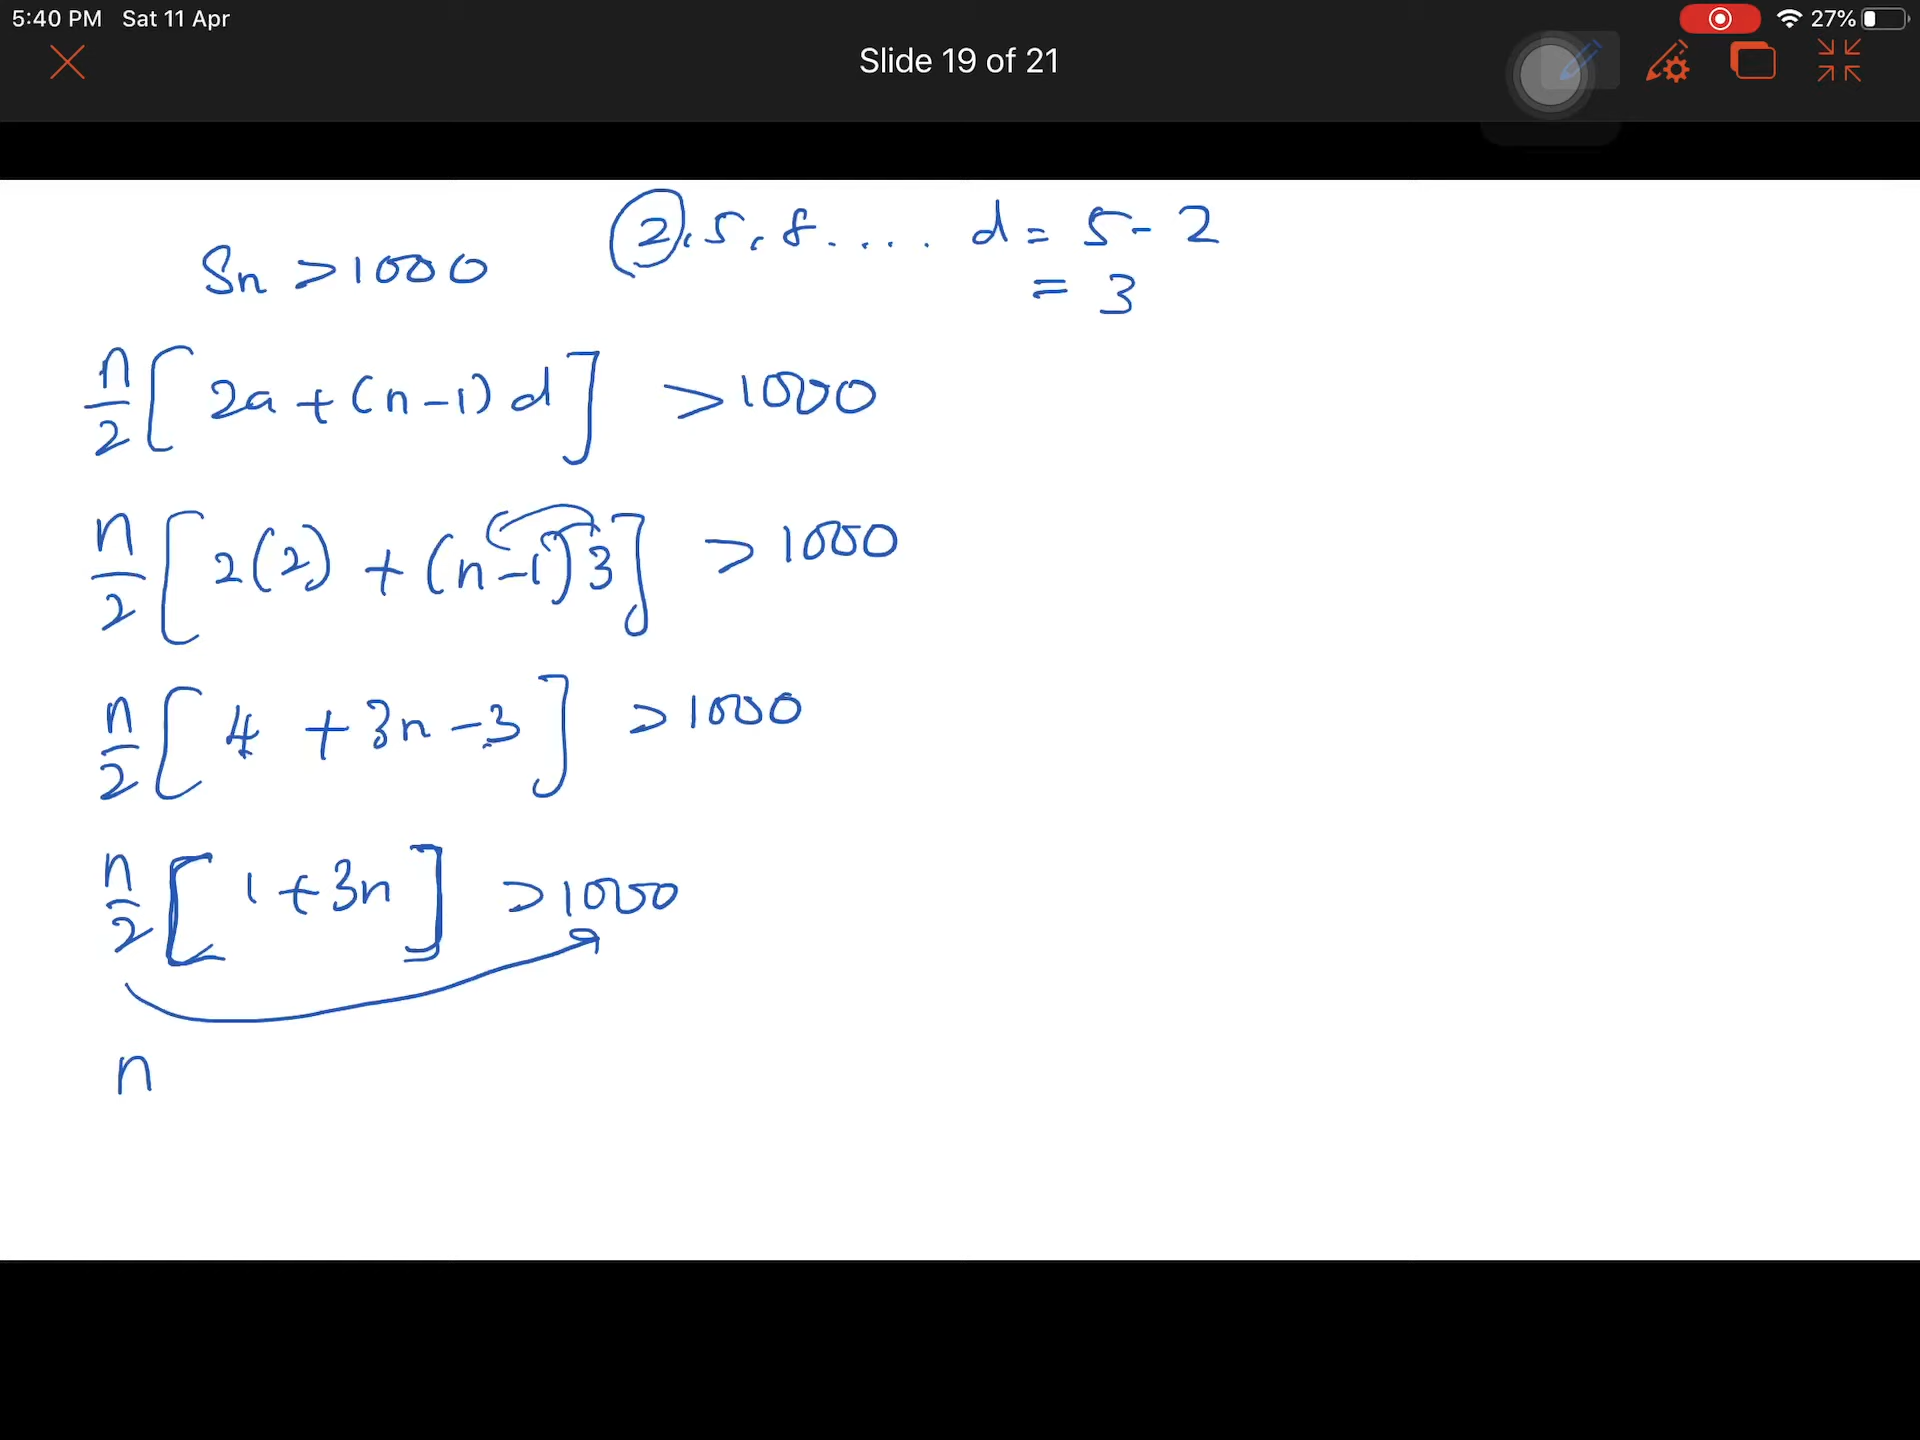 5:40 PM Sat 11 Apr
27%
Slide 19 of 21
Sn > 1000
2, 5, 8 .... d = 5 - 2
= 3
n/2 [ 2a + (n-1) d ] > 1000
n/2 [ 2(2) + (n-1) 3 ] > 1000
n/2 [ 4 + 3n - 3 ] > 1000
n/2 [ 1 + 3n ] > 1000
n